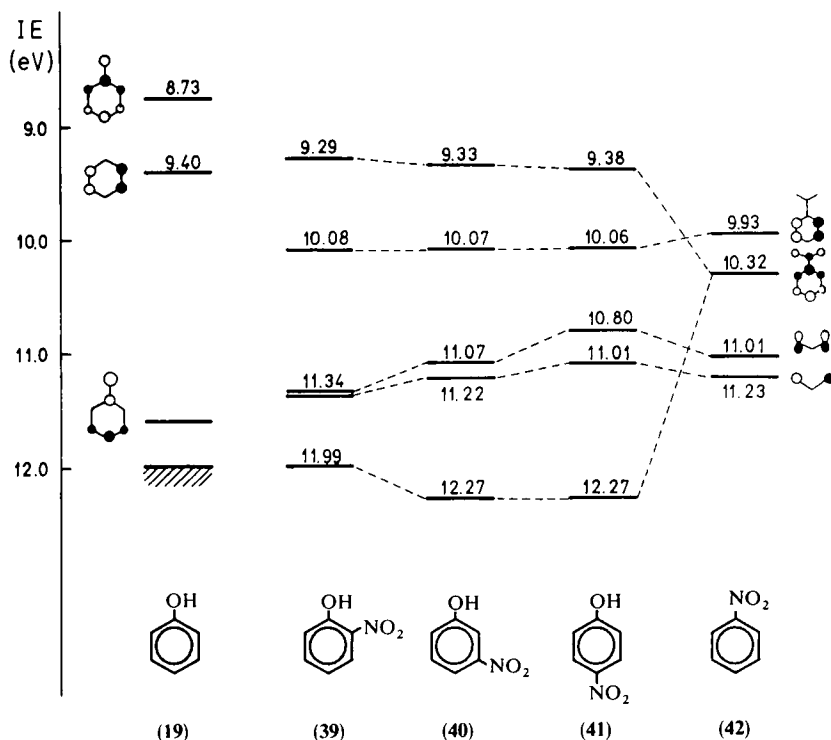 IE
(eV)
8.73
9.0
9.29
9.33
9.38
9.40
9.93
10.0
10.08
10.07
10.06
10.32
10.80
11.0
11.07
11.01
11.01
11.34
11.22
11.23
12.0
11.99
12.27
12.27
OH
OH
NO2
OH
NO2
OH
NO2
NO2
(19)
(39)
(40)
(41)
(42)